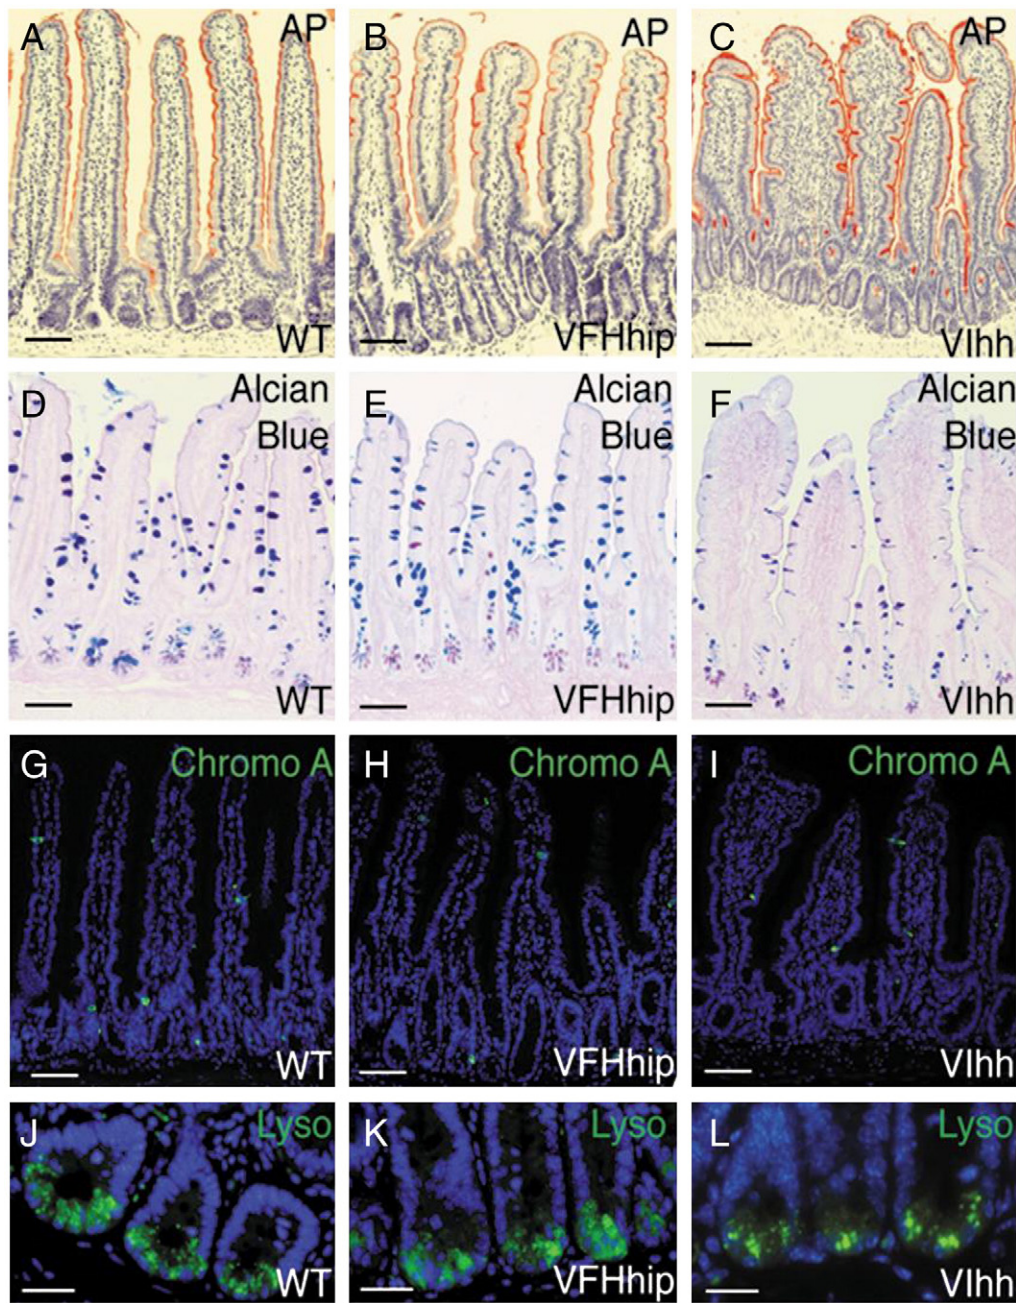 A AP
WT
B AP
VFHhip
C AP
VIhh
D Alcian
Blue
WT
E Alcian
Blue
VFHhip
F Alcian
Blue
VIhh
G Chromo A
WT
H Chromo A
VFHhip
I Chromo A
VIhh
J Lyso
WT
K Lyso
VFHhip
L Lyso
VIhh